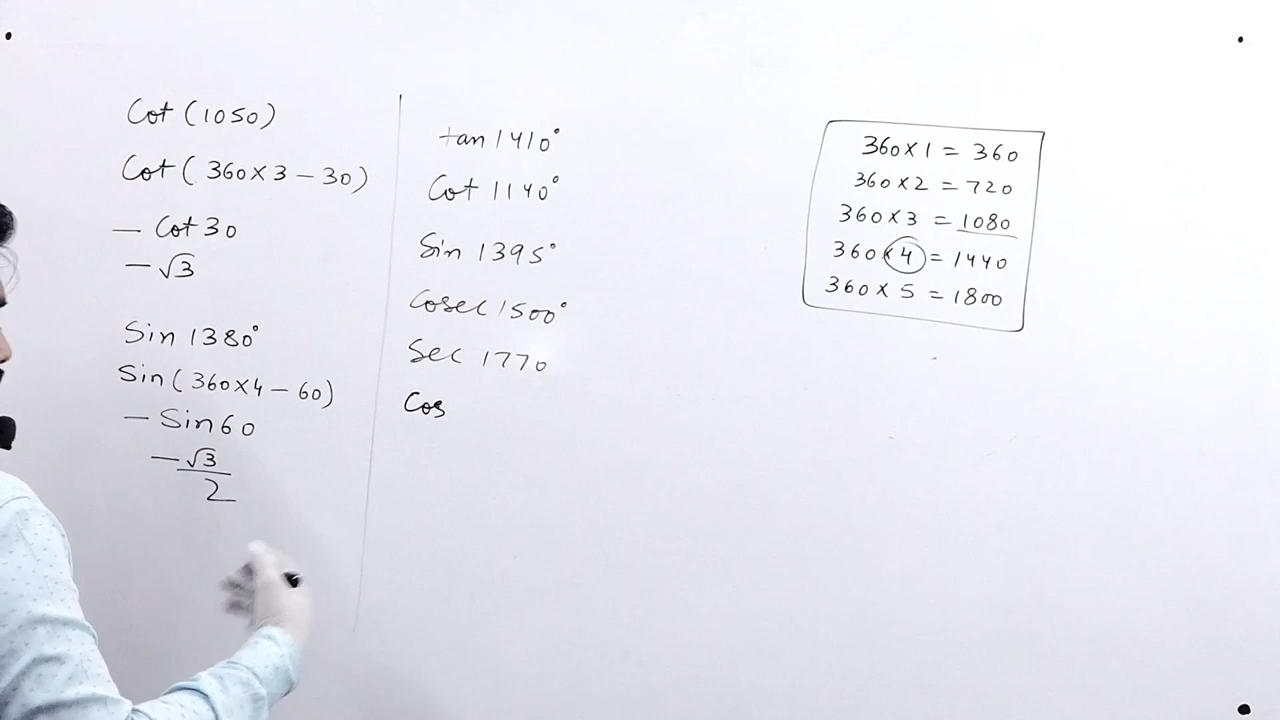 Cot (1050)
Cot ( 360×3 – 30)
– Cot 30
– √3
Sin 1380°
Sin ( 360×4 – 60)
– Sin 60
– √3
2
tan 1410°
Cot 1140°
Sin 1395°
Cosec 1500°
Sec 1770
Cos
360×1 = 360
360×2 = 720
360×3 = 1080
360×4 = 1440
360×5 = 1800